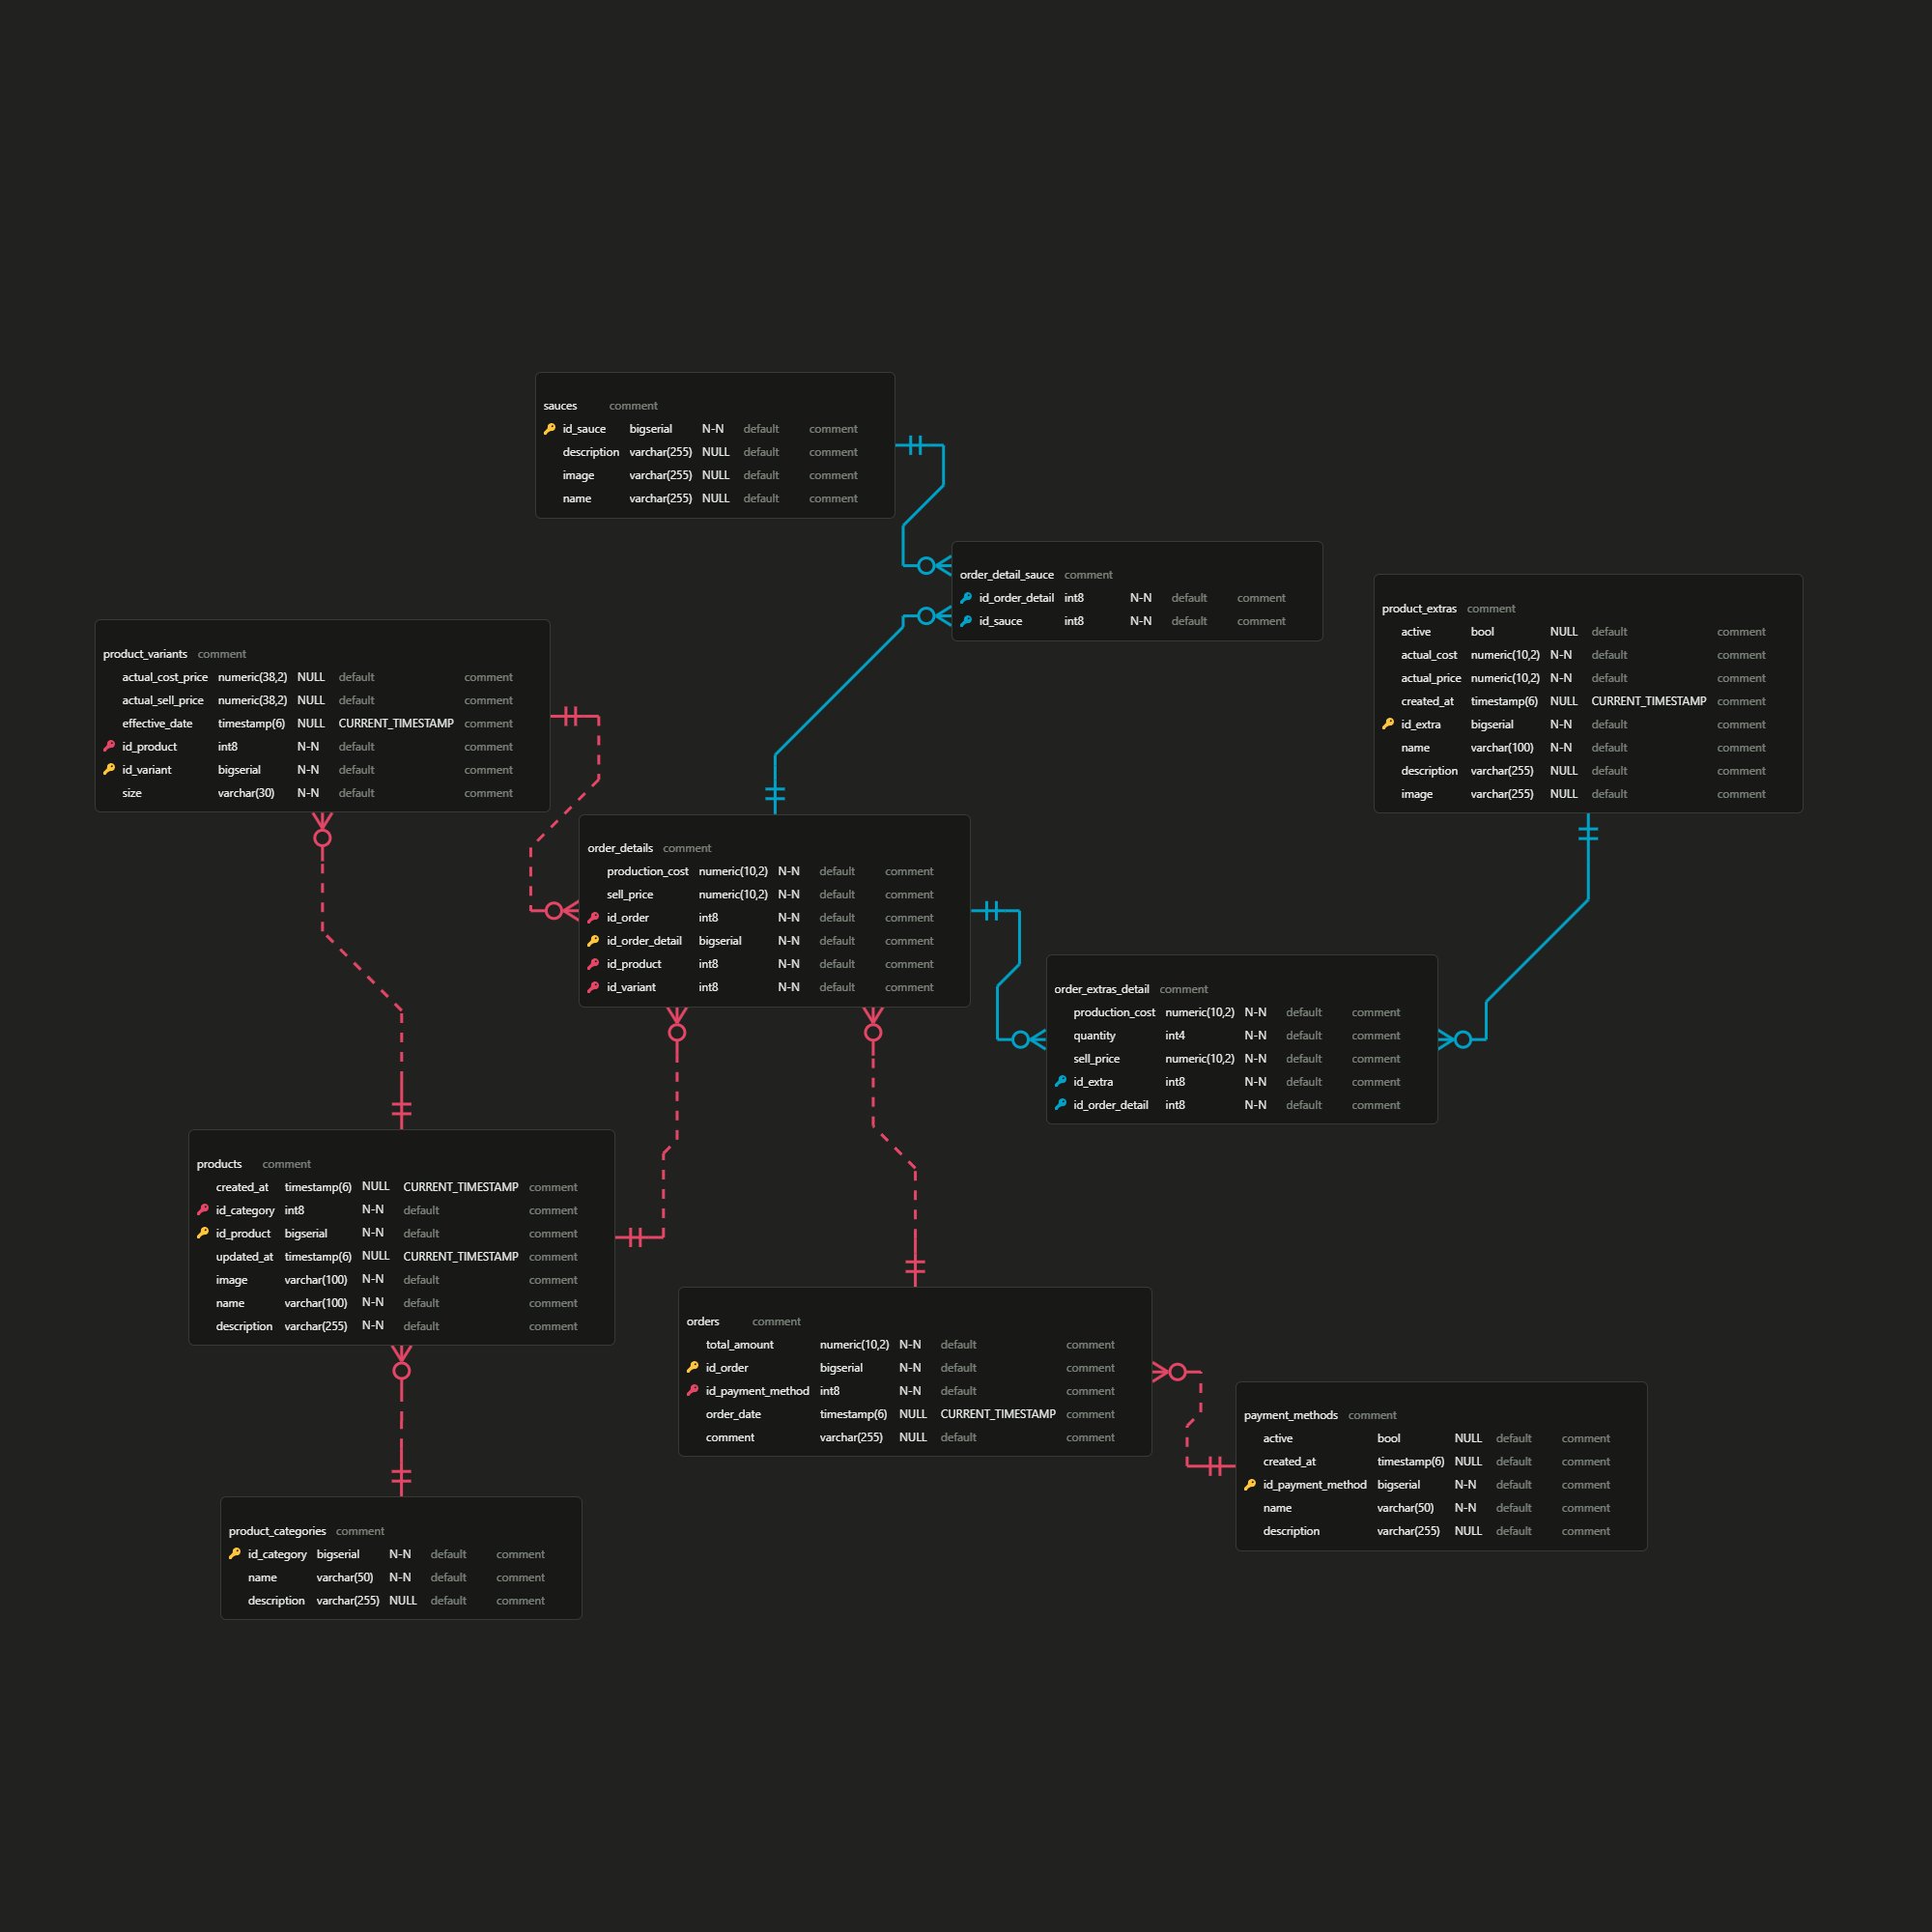 sauces comment
id_sauce bigserial N-N default comment
description varchar(255) NULL default comment
image varchar(255) NULL default comment
name varchar(255) NULL default comment
order_detail_sauce comment
id_order_detail int8 N-N default comment
id_sauce int8 N-N default comment
product_extras comment
active bool NULL default comment
actual_cost numeric(10,2) N-N default comment
actual_price numeric(10,2) N-N default comment
created_at timestamp(6) NULL CURRENT_TIMESTAMP comment
id_extra bigserial N-N default comment
name varchar(100) N-N default comment
description varchar(255) NULL default comment
image varchar(255) NULL default comment
product_variants comment
actual_cost_price numeric(38,2) NULL default comment
actual_sell_price numeric(38,2) NULL default comment
effective_date timestamp(6) NULL CURRENT_TIMESTAMP comment
id_product int8 N-N default comment
id_variant bigserial N-N default comment
size varchar(30) N-N default comment
order_details comment
production_cost numeric(10,2) N-N default comment
sell_price numeric(10,2) N-N default comment
id_order int8 N-N default comment
id_order_detail bigserial N-N default comment
id_product int8 N-N default comment
id_variant int8 N-N default comment
order_extras_detail comment
production_cost numeric(10,2) N-N default comment
quantity int4 N-N default comment
sell_price numeric(10,2) N-N default comment
id_extra int8 N-N default comment
id_order_detail int8 N-N default comment
products comment
created_at timestamp(6) NULL CURRENT_TIMESTAMP comment
id_category int8 N-N default comment
id_product bigserial N-N default comment
updated_at timestamp(6) NULL CURRENT_TIMESTAMP comment
image varchar(100) N-N default comment
name varchar(100) N-N default comment
description varchar(255) N-N default comment
orders comment
total_amount numeric(10,2) N-N default comment
id_order bigserial N-N default comment
id_payment_method int8 N-N default comment
order_date timestamp(6) NULL CURRENT_TIMESTAMP comment
comment varchar(255) NULL default comment
payment_methods comment
active bool NULL default comment
created_at timestamp(6) NULL default comment
id_payment_method bigserial N-N default comment
name varchar(50) N-N default comment
description varchar(255) NULL default comment
product_categories comment
id_category bigserial N-N default comment
name varchar(50) N-N default comment
description varchar(255) NULL default comment